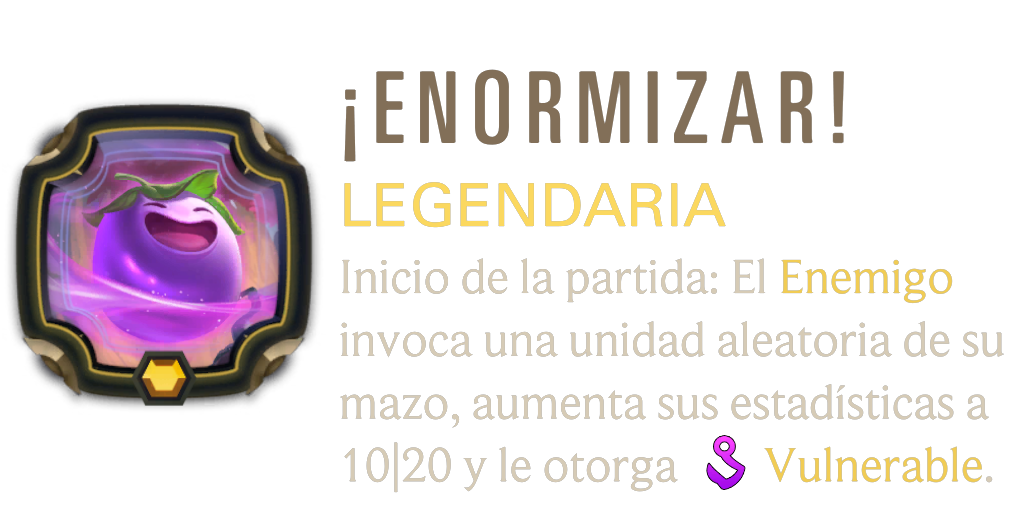 ¡ENORMIZAR!
LEGENDARIA
Inicio de la partida: El Enemigo
invoca una unidad aleatoria de su
mazo, aumenta sus estadísticas a
10|20 y le otorga Vulnerable.